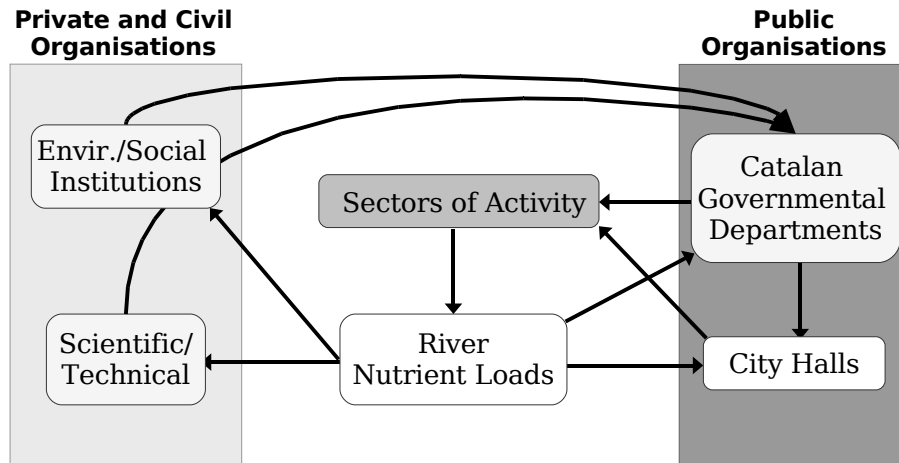 Private and Civil
Organisations
Public
Organisations
Envir./Social
Institutions
Catalan
Governmental
Departments
Sectors of Activity
Scientific/
Technical
River
Nutrient Loads
City Halls